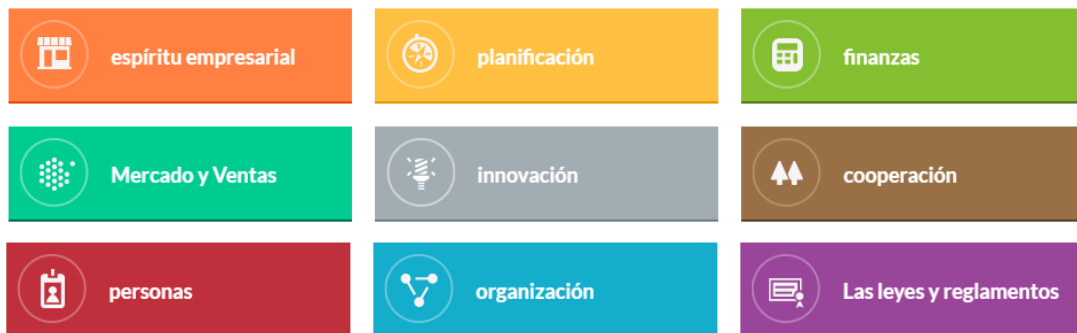 espíritu empresarial
planificación
finanzas
Mercado y Ventas
innovación
cooperación
personas
organización
Las leyes y reglamentos